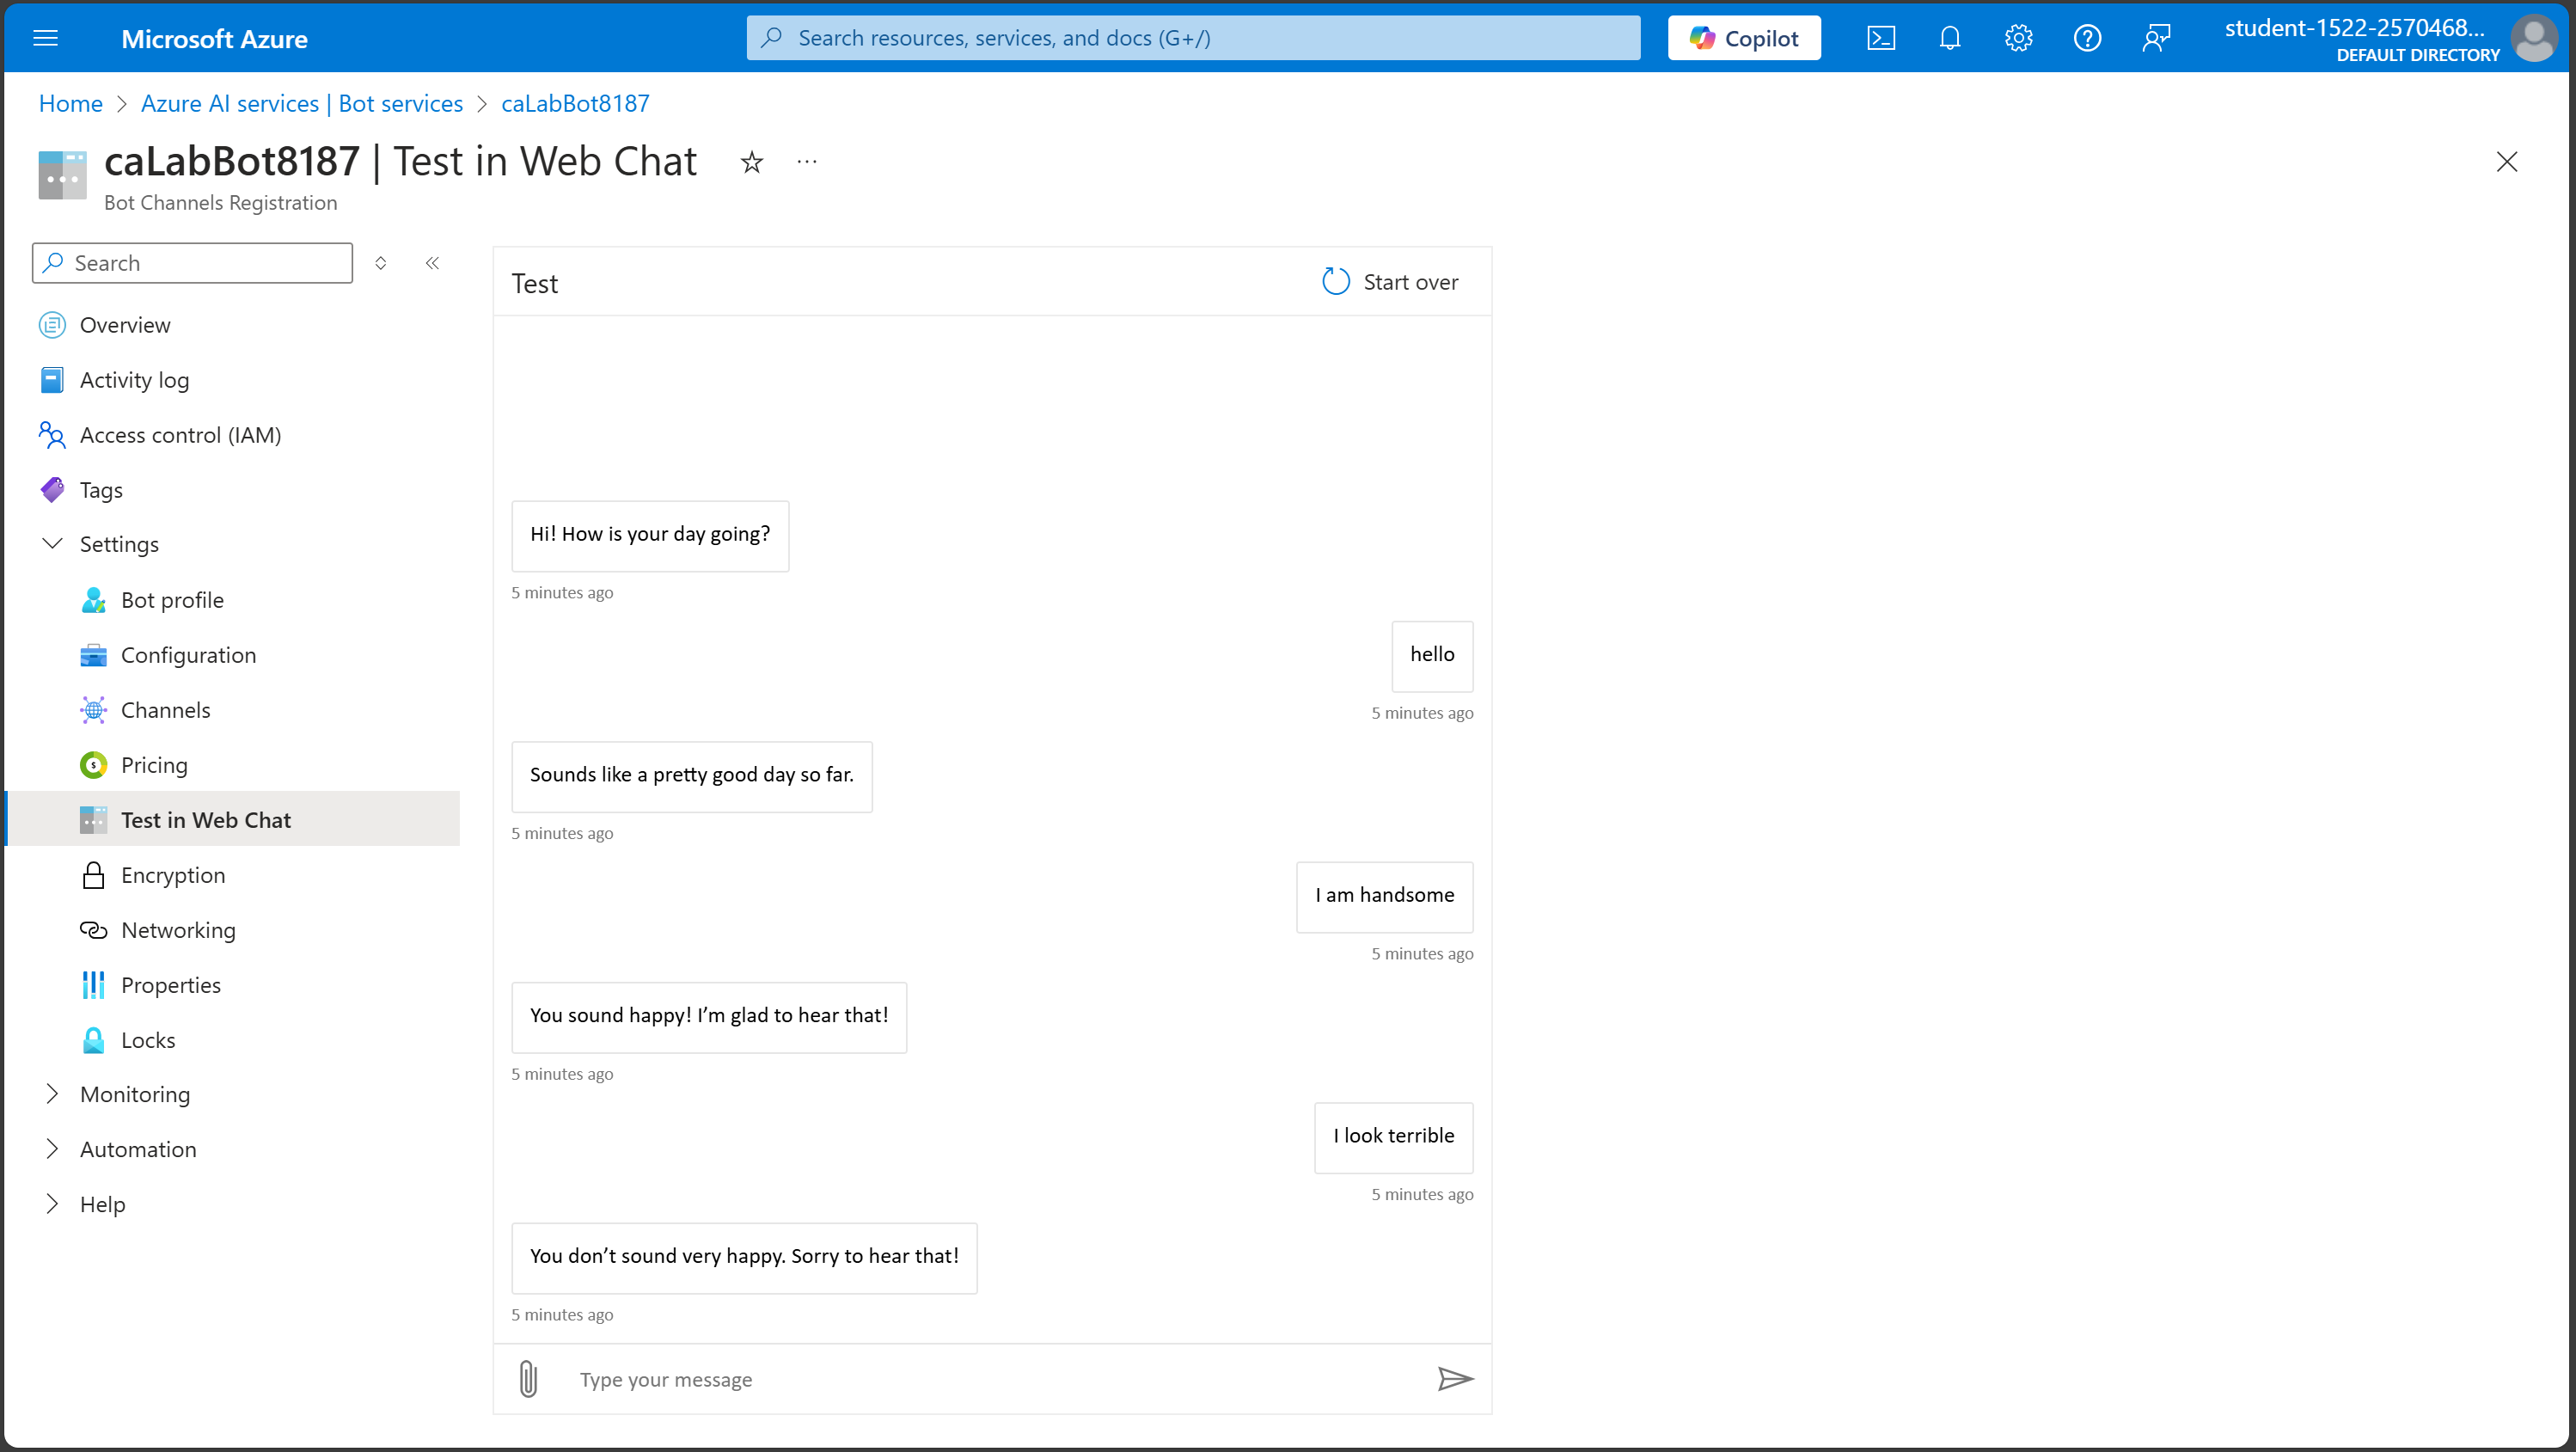 Microsoft Azure
Search resources, services, and docs (G+/)
Copilot
student-1522-2570468...
DEFAULT DIRECTORY
Home > Azure AI services | Bot services > caLabBot8187
caLabBot8187 | Test in Web Chat
Bot Channels Registration
Search
Overview
Activity log
Access control (IAM)
Tags
Settings
Bot profile
Configuration
Channels
Pricing
Test in Web Chat
Encryption
Networking
Properties
Locks
Monitoring
Automation
Help
Test
Start over
Hi! How is your day going?
5 minutes ago
hello
5 minutes ago
Sounds like a pretty good day so far.
5 minutes ago
I am handsome
5 minutes ago
You sound happy! I’m glad to hear that!
5 minutes ago
I look terrible
5 minutes ago
You don’t sound very happy. Sorry to hear that!
5 minutes ago
Type your message